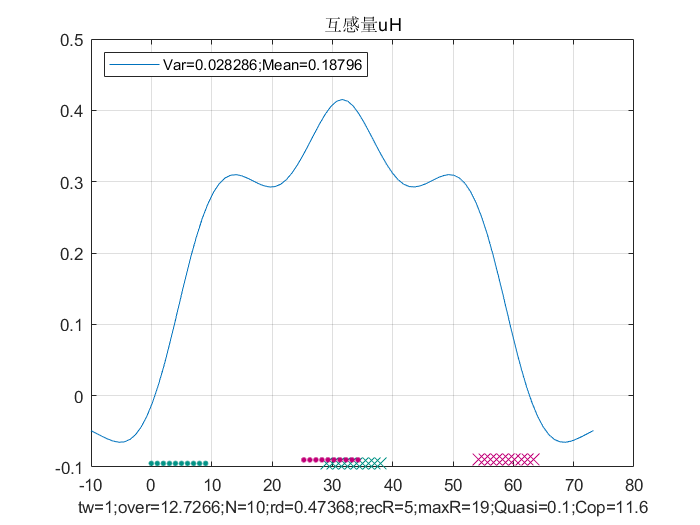 互感量uH
0.5
Var=0.028286;Mean=0.18796
0.4
0.3
0.2
0.1
0
-0.1
-10 0 10 20 30 40 50 60 70 80
tw=1;over=12.7266;N=10;rd=0.47368;recR=5;maxR=19;Quasi=0.1;Cop=11.6